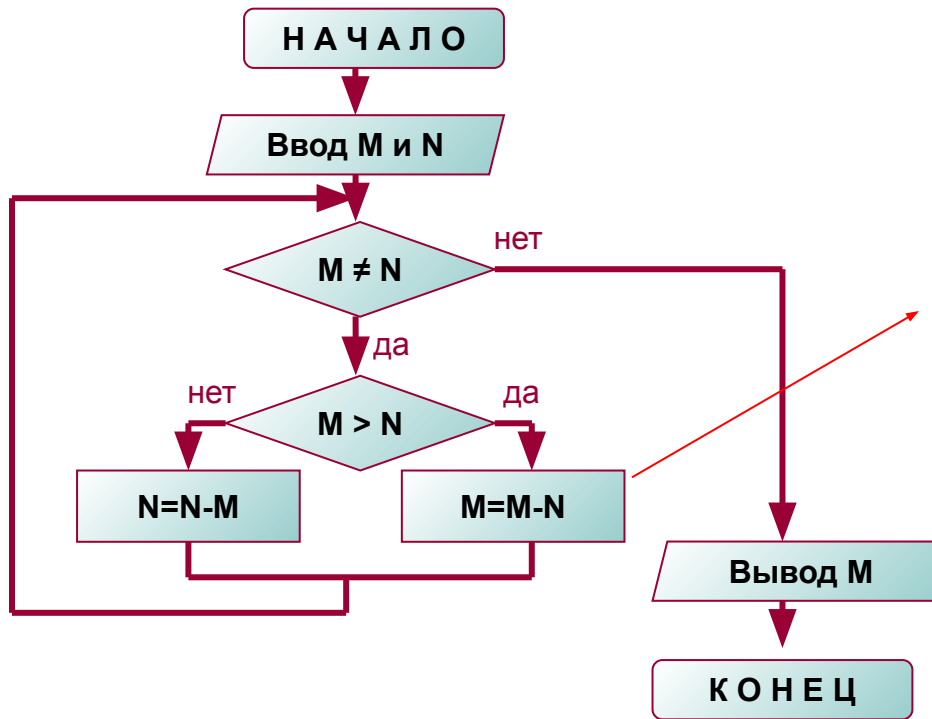 Н А Ч А Л О
Ввод M и N
M ≠ N
нет
да
M > N
нет
да
N=N-M
M=M-N
Вывод M
К О Н Е Ц